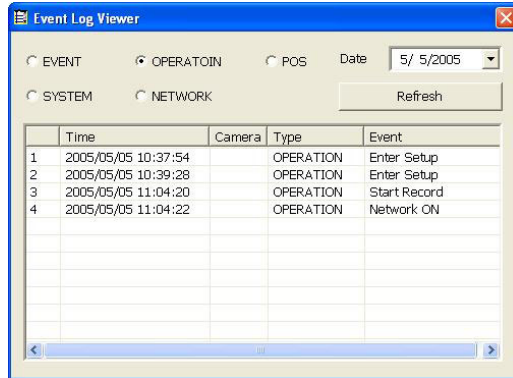 Event Log Viewer
EVENT OPERATOIN POS Date 5/ 5/2005
SYSTEM NETWORK Refresh
Time Camera Type Event
1 2005/05/05 10:37:54 OPERATION Enter Setup
2 2005/05/05 10:39:28 OPERATION Enter Setup
3 2005/05/05 11:04:20 OPERATION Start Record
4 2005/05/05 11:04:22 OPERATION Network ON